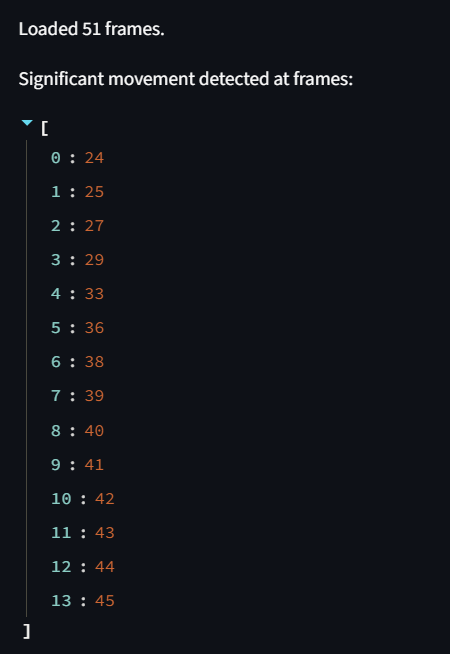 Loaded 51 frames.
Significant movement detected at frames:
[
0 : 24
1 : 25
2 : 27
3 : 29
4 : 33
5 : 36
6 : 38
7 : 39
8 : 40
9 : 41
10 : 42
11 : 43
12 : 44
13 : 45
]